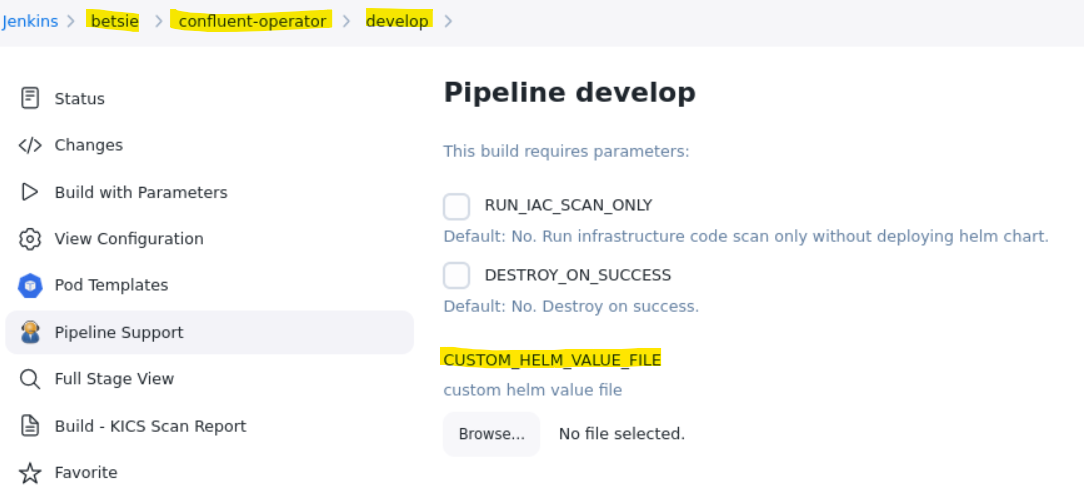 Jenkins > betsie > confluent-operator > develop >
Status
Changes
Build with Parameters
View Configuration
Pod Templates
Pipeline Support
Full Stage View
Build - KICS Scan Report
Favorite
Pipeline develop
This build requires parameters:
RUN_IAC_SCAN_ONLY
Default: No. Run infrastructure code scan only without deploying helm chart.
DESTROY_ON_SUCCESS
Default: No. Destroy on success.
CUSTOM_HELM_VALUE_FILE
custom helm value file
Browse... No file selected.